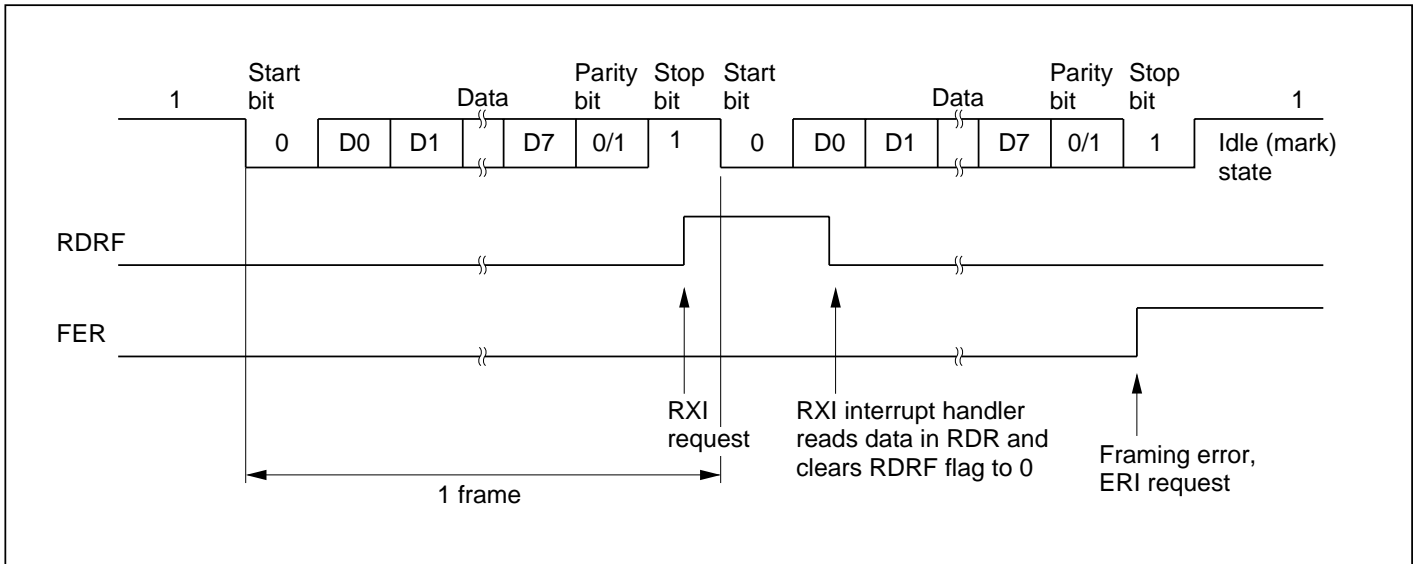 1
Start
bit
Data
Parity
bit
Stop
bit
Start
bit
Data
Parity
bit
Stop
bit
1
0 D0 D1 D7 0/1 1 0 D0 D1 D7 0/1 1 Idle (mark)
state
RDRF
FER
RXI
request
RXI interrupt handler
reads data in RDR and
clears RDRF flag to 0
Framing error,
ERI request
1 frame